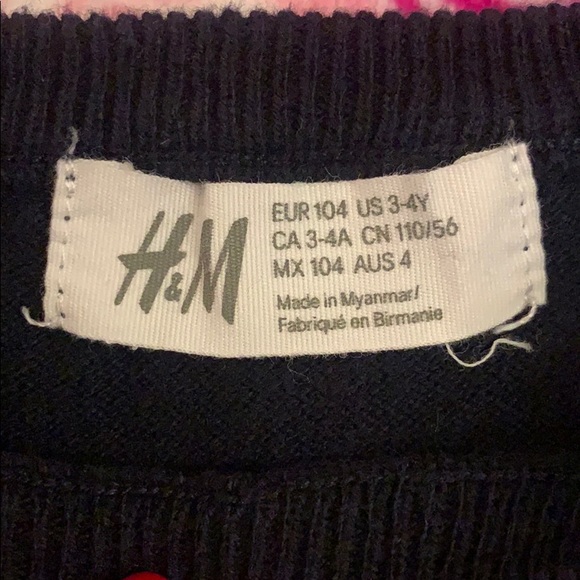 H&M
EUR 104 US 3-4Y
CA 3-4A CN 110/56
MX 104 AUS 4
Made in Myanmar/
Fabriqué en Birmanie